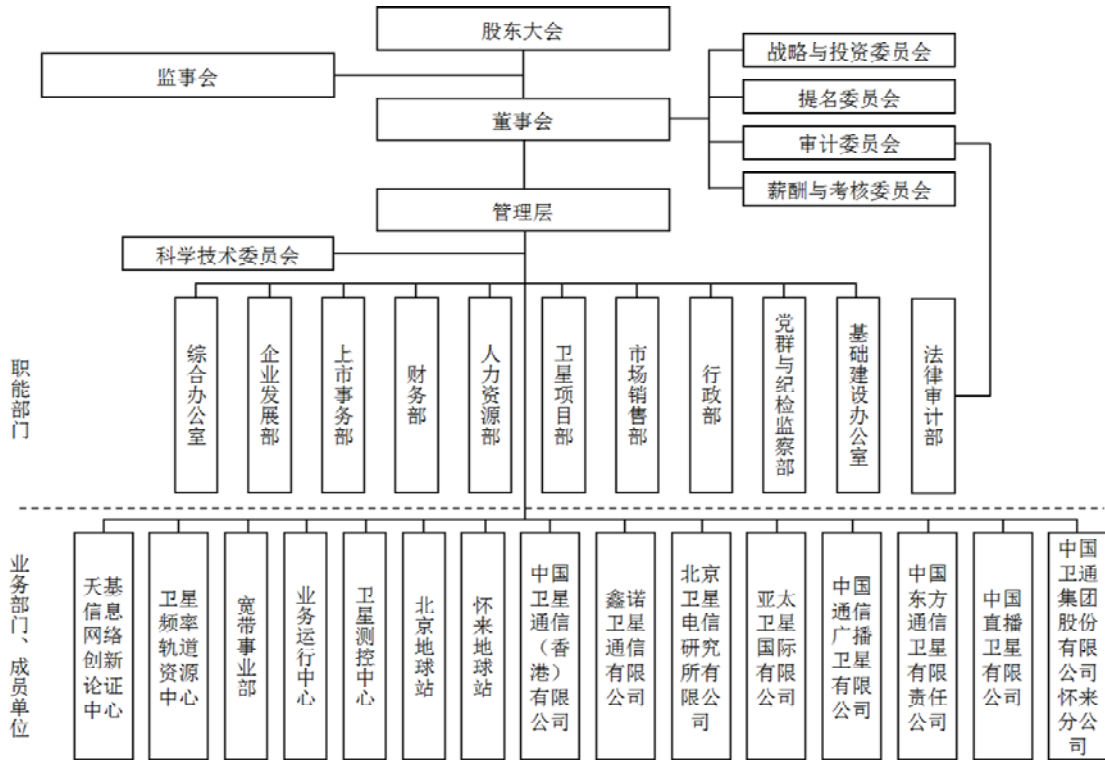 股东大会
监事会
董事会
战略与投资委员会
提名委员会
审计委员会
薪酬与考核委员会
管理层
科学技术委员会
职能部门
综合办公室
企业发展部
上市事务部
财务部
人力资源部
卫星项目部
市场销售部
行政部
党群与纪检监察部
基础建设办公室
法律审计部
业务部门、成员单位
天基信息网络创新论证中心
卫星频率轨道资源中心
宽带事业部
业务运行中心
卫星测控中心
北京地球站
怀来地球站
中国卫星通信（香港）有限公司
鑫诺卫星通信有限公司
北京卫星电信研究所有限公司
亚太卫星国际有限公司
中国通信广播卫星有限公司
中国东方通信卫星有限责任公司
中国直播卫星有限公司
中国卫通集团股份有限公司怀来分公司